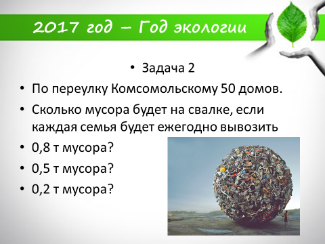 2017 год – Год экологии
• Задача 2
• По переулку Комсомольскому 50 домов.
• Сколько мусора будет на свалке, если
каждая семья будет ежегодно вывозить
• 0,8 т мусора?
• 0,5 т мусора?
• 0,2 т мусора?